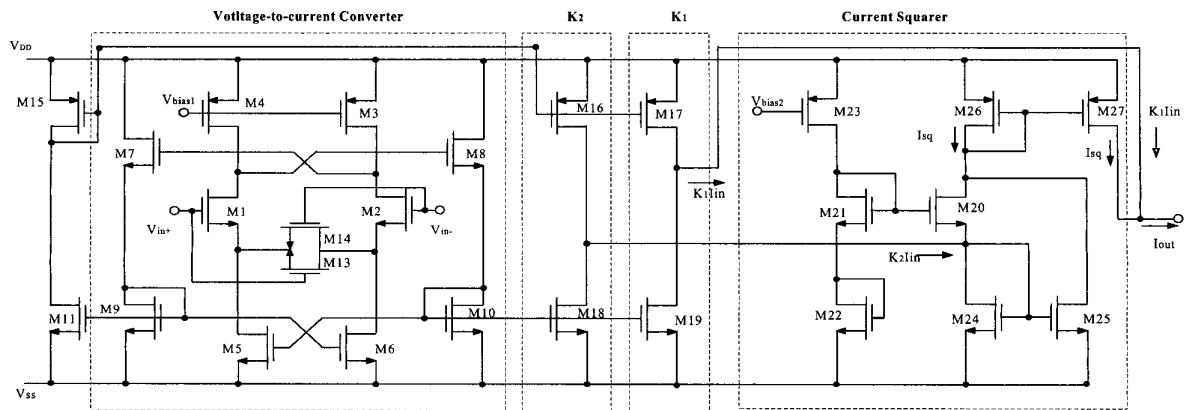 Votltage-to-current Converter
K2
K1
Current Squarer
VDD
M15
Vbias1
M4
M3
M16
M17
Vbias2
M23
M26
M27
K1Iin
Isq
Isq
M7
M8
K1Iin
M1
M2
M21
M20
Vin+
Vin-
M14
M13
Iout
K2Iin
M11
M9
M10
M18
M19
M22
M24
M25
M5
M6
Vss